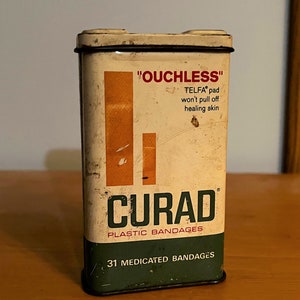 "OUCHLESS"
TELFA® pad
won't pull off
healing skin
CURAD®
PLASTIC BANDAGES
31 MEDICATED BANDAGES